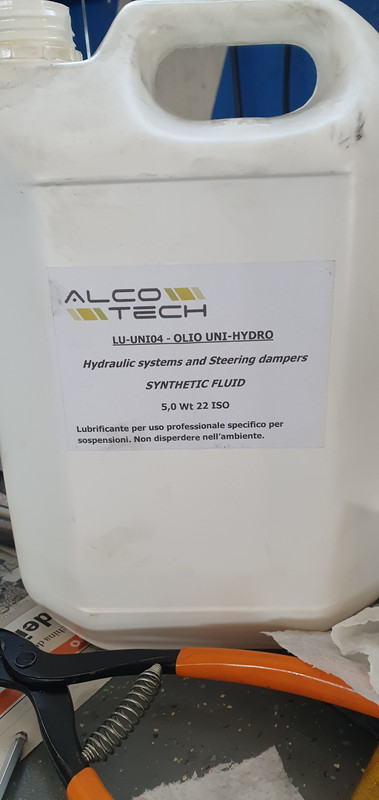 ALCO
TECH
LU-UNI04 - OLIO UNI-HYDRO
Hydraulic systems and Steering dampers
SYNTHETIC FLUID
5,0 Wt 22 ISO
Lubrificante per uso professionale specifico per
sospensioni. Non disperdere nell'ambiente.